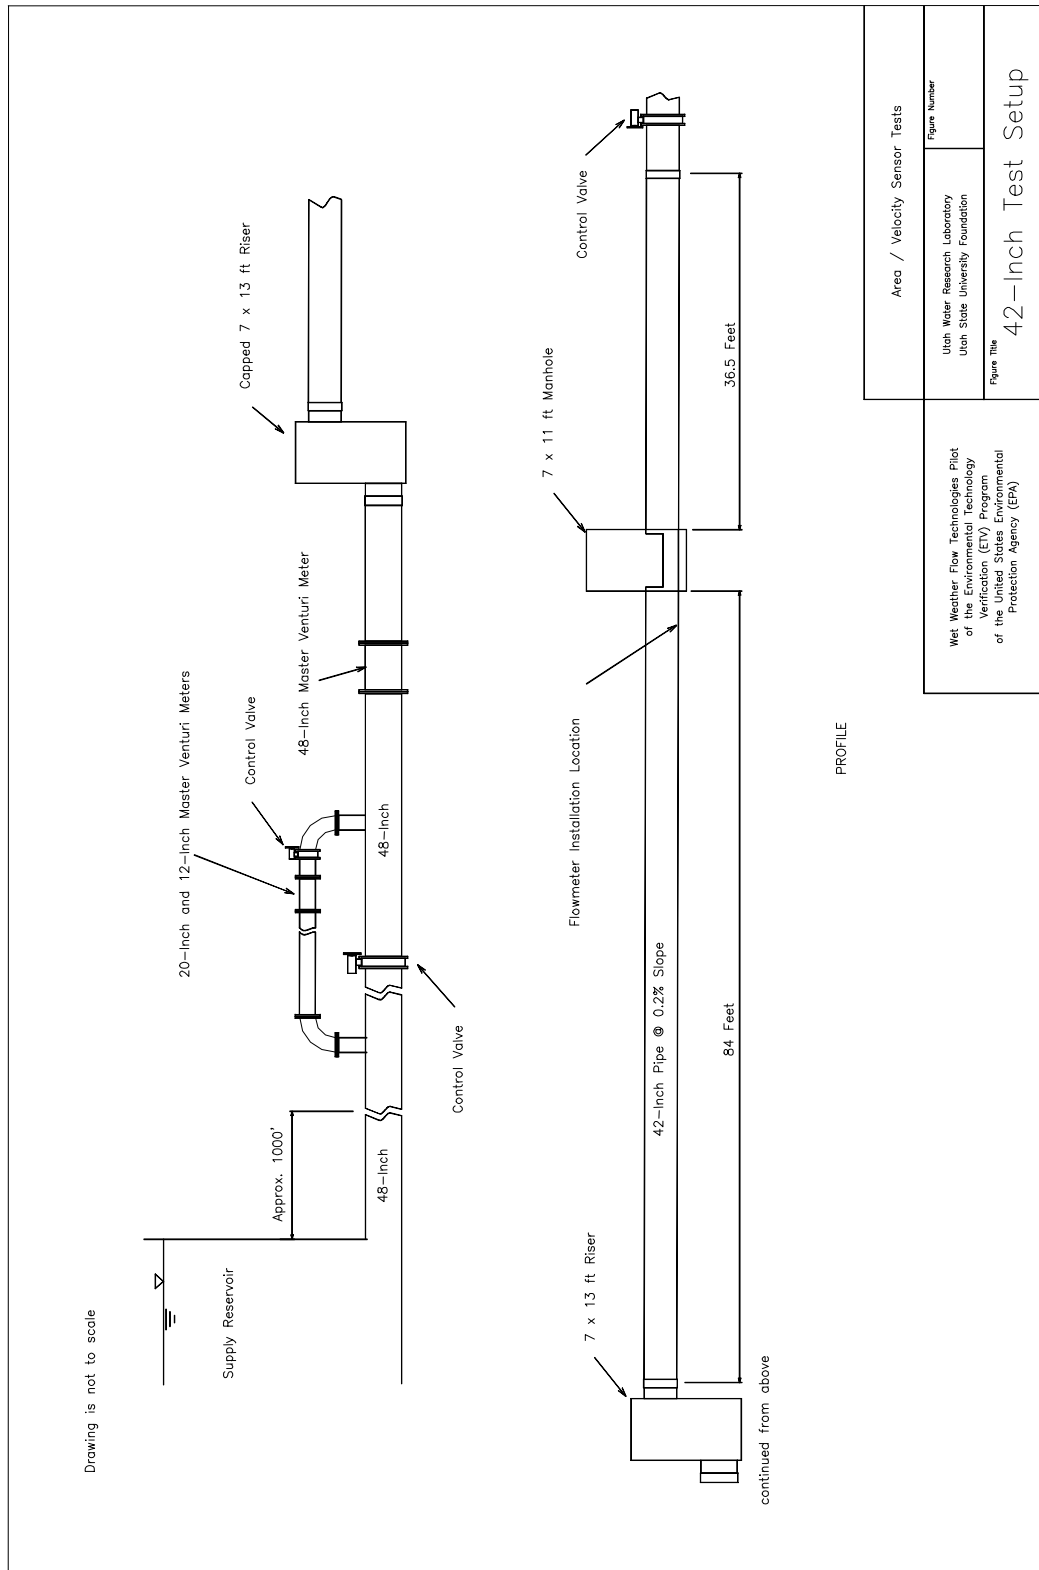 Drawing is not to scale
Supply Reservoir
Approx. 1000'
48-Inch
20-Inch and 12-Inch Master Venturi Meters
Control Valve
Control Valve
48-Inch
48-Inch Master Venturi Meter
Capped 7 x 13 ft Riser
continued from above
7 x 13 ft Riser
42-Inch Pipe @ 0.2% Slope
84 Feet
Flowmeter Installation Location
7 x 11 ft Manhole
36.5 Feet
Control Valve
PROFILE
Wet Weather Flow Technologies Pilot
of the Environmental Technology
Verification (ETV) Program
of the United States Environmental
Protection Agency (EPA)
Area / Velocity Sensor Tests
Utah Water Research Laboratory
Utah State University Foundation
Figure Number
Figure Title
42-Inch Test Setup